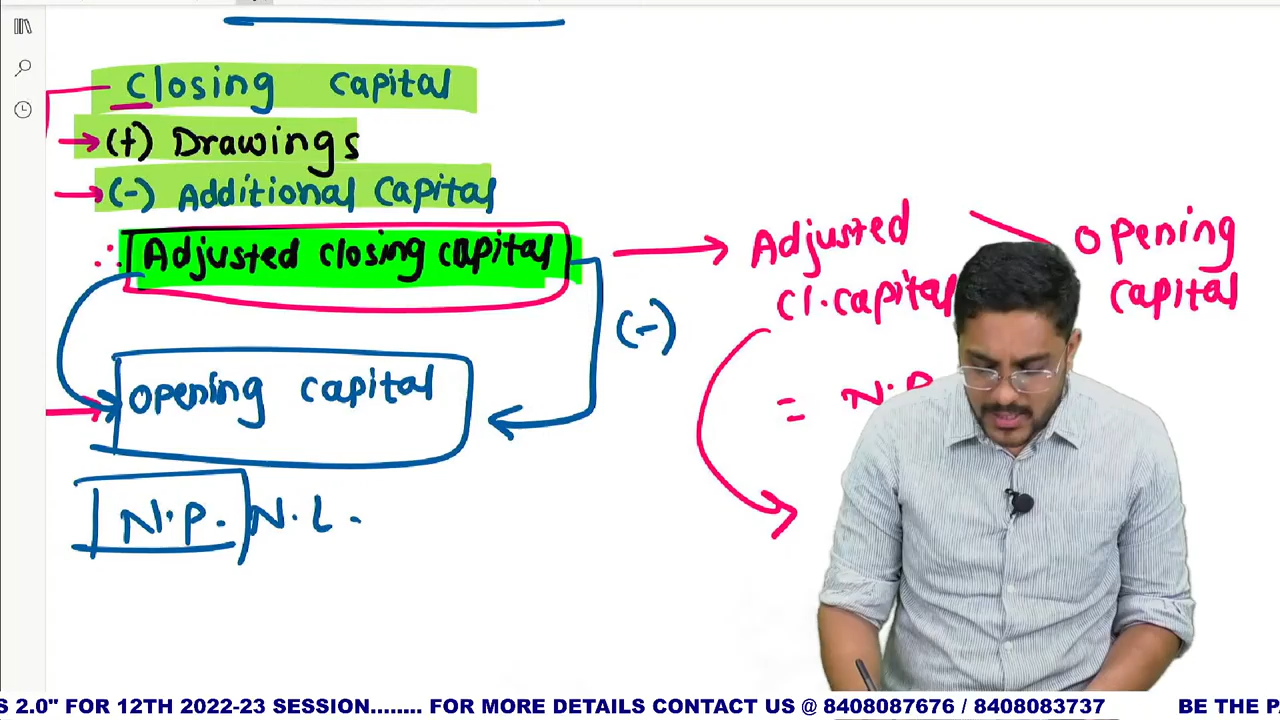 Closing Capital
(+) Drawings
(-) Additional Capital
∴ Adjusted closing capital
(-)
opening capital
N.P. N.L.
Adjusted
cl. capital
opening
capital
= N.P
S 2.0" FOR 12TH 2022-23 SESSION........ FOR MORE DETAILS CONTACT US @ 8408087676 / 8408083737 BE THE PA